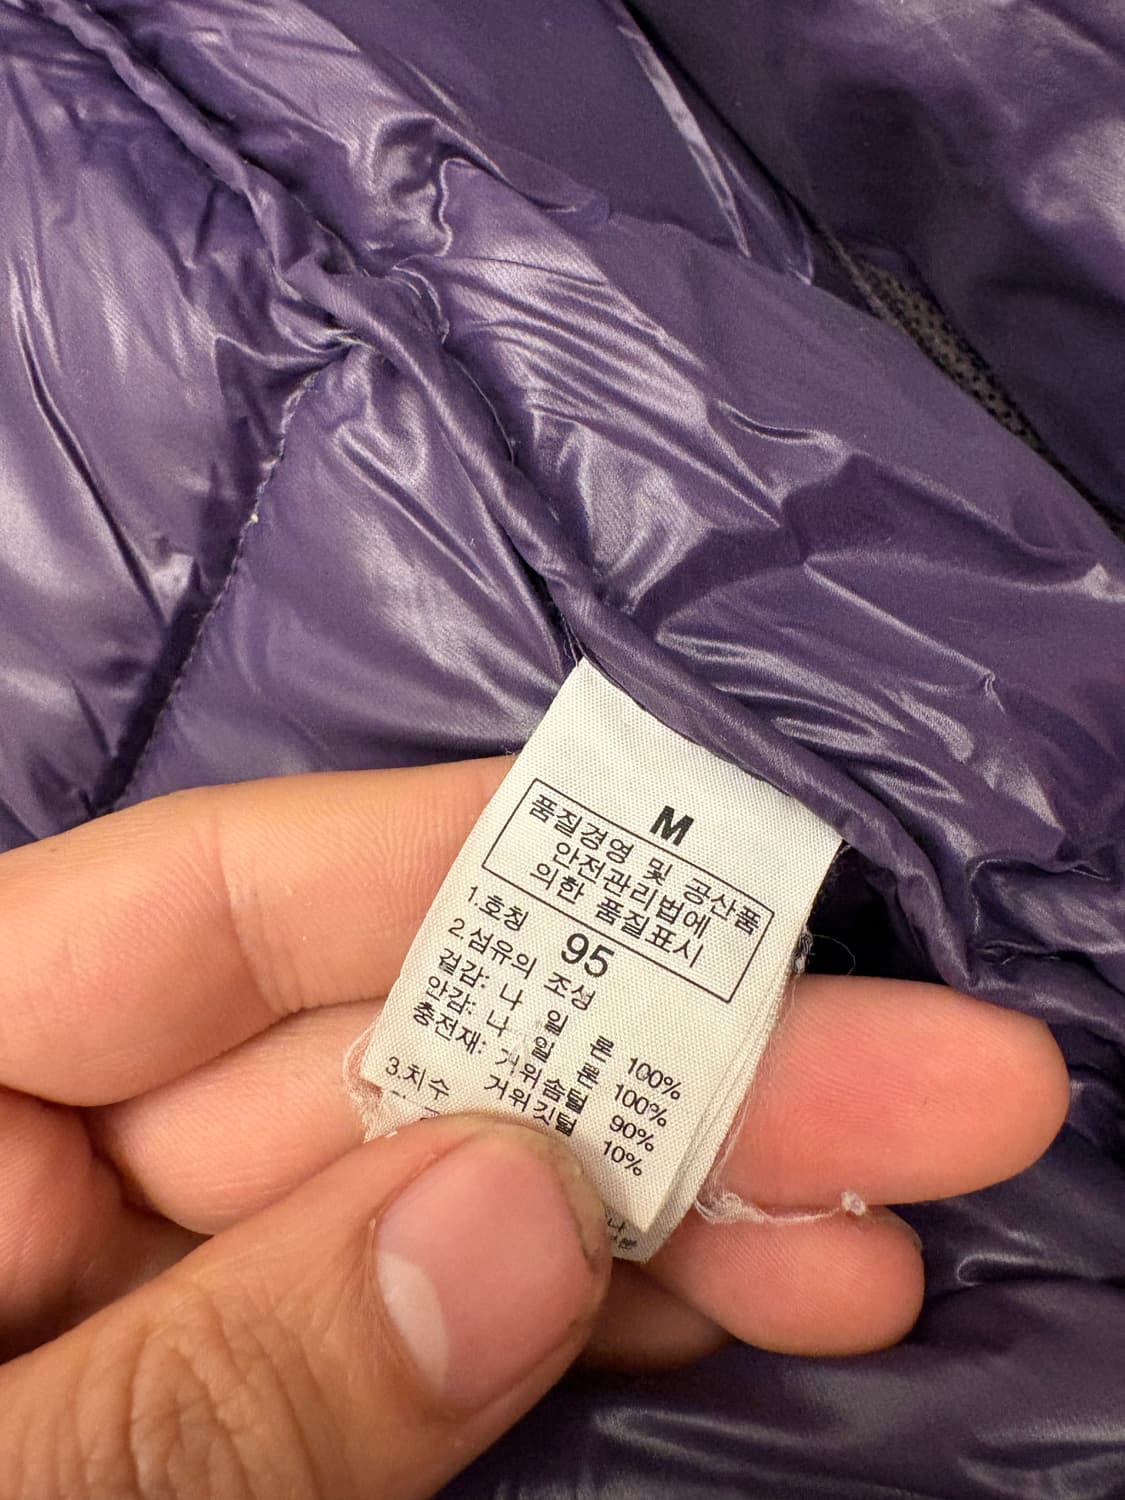 M
품질경영 및 공산품
안전관리법에
의한 품질표시
1.호칭 95
2.섬유의 조성
겉감: 나 일 론 100%
안감: 나 일 론 100%
충전재: 거위솜털 90%
거위깃털 10%
3.치수